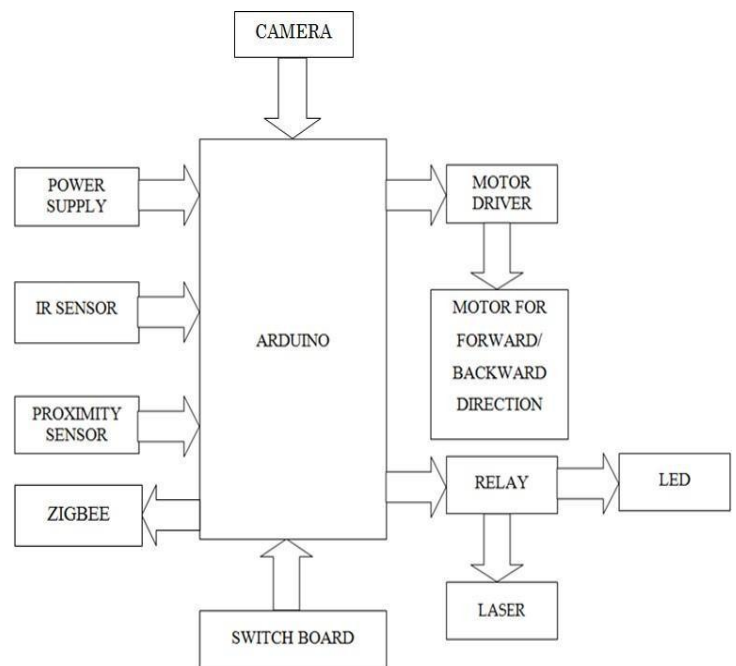 CAMERA
POWER
SUPPLY
MOTOR
DRIVER
IR SENSOR
ARDUINO
MOTOR FOR
FORWARD/
BACKWARD
DIRECTION
PROXIMITY
SENSOR
ZIGBEE
RELAY
LED
LASER
SWITCH BOARD